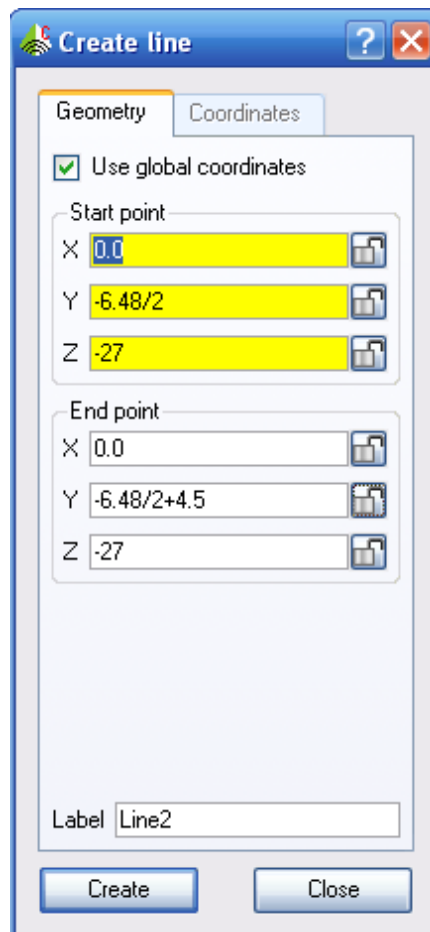 Create line
Geometry Coordinates
Use global coordinates
Start point
X 0.0
Y -6.48/2
Z -27
End point
X 0.0
Y -6.48/2+4.5
Z -27
Label Line2
Create Close